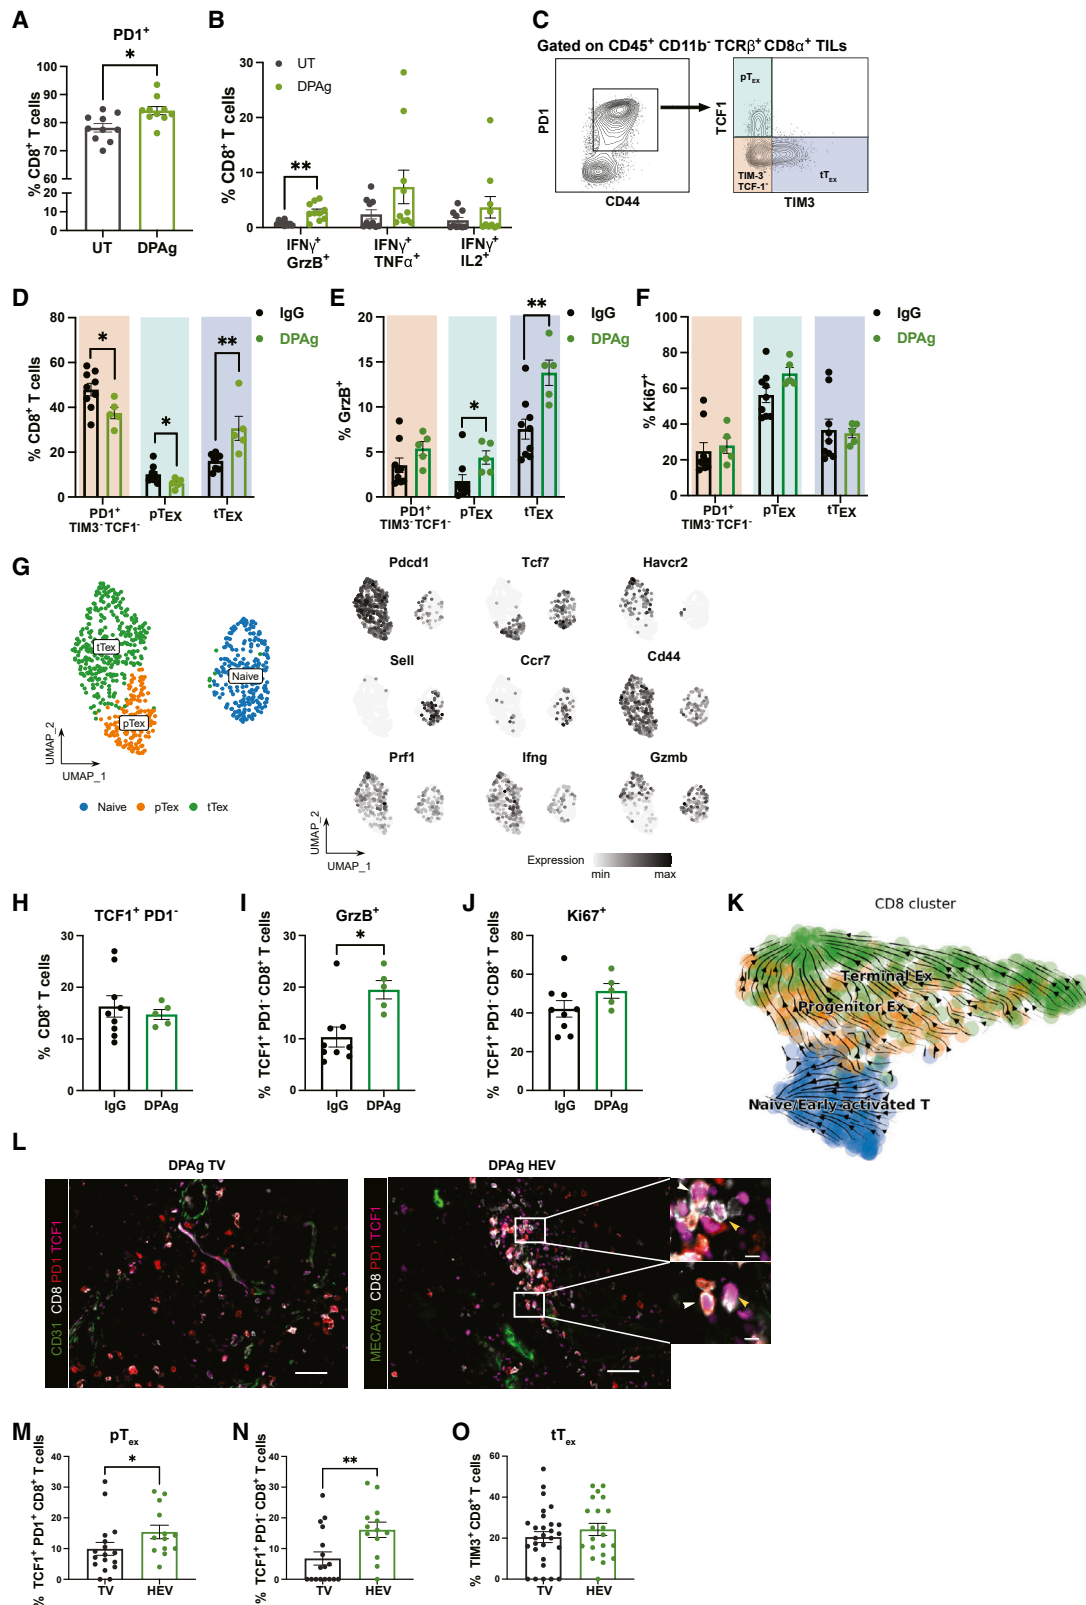 A
PD1+
*
% CD8+ T cells
100
90
80
70
60
20
10
0
UT
DPAg
B
UT
DPAg
% CD8+ T cells
30
20
10
0
**
IFNγ+ GrzB+
IFNγ+ TNFα+
IFNγ+ IL2+
C
Gated on CD45+ CD11b- TCRβ+ CD8α+ TILs
PD1
CD44
TCF1
TIM3
pTEX
TIM-3- TCF-1-
tTEX
D
% CD8+ T cells
80
60
40
20
0
*
*
**
IgG
DPAg
PD1+ TIM3- TCF1-
pTEX
tTEX
E
% GrzB+
20
15
10
5
0
*
**
IgG
DPAg
PD1+ TIM3- TCF1-
pTEX
tTEX
F
% Ki67+
100
80
60
40
20
0
IgG
DPAg
PD1+ TIM3- TCF1-
pTEX
tTEX
G
tTex
Naive
pTex
UMAP_2
UMAP_1
Naive
pTex
tTex
Pdcd1
Tcf7
Havcr2
Sell
Ccr7
Cd44
Prf1
Ifng
Gzmb
UMAP_2
UMAP_1
Expression
min
max
H
TCF1+ PD1-
% CD8+ T cells
30
20
10
0
IgG
DPAg
I
GrzB+
*
% TCF1+ PD1- CD8+ T cells
30
20
10
0
IgG
DPAg
J
Ki67+
% TCF1+ PD1- CD8+ T cells
80
60
40
20
0
IgG
DPAg
K
CD8 cluster
Terminal Ex
Progenitor Ex
Naive/Early activated T
L
DPAg TV
DPAg HEV
CD31 CD8 PD1 TCF1
MECA79 CD8 PD1 TCF1
M
pTex
*
% TCF1+ PD1+ CD8+ T cells
40
30
20
10
0
TV
HEV
N
**
% TCF1+ PD1- CD8+ T cells
40
30
20
10
0
TV
HEV
O
tTex
% TIM3+ CD8+ T cells
60
40
20
0
TV
HEV